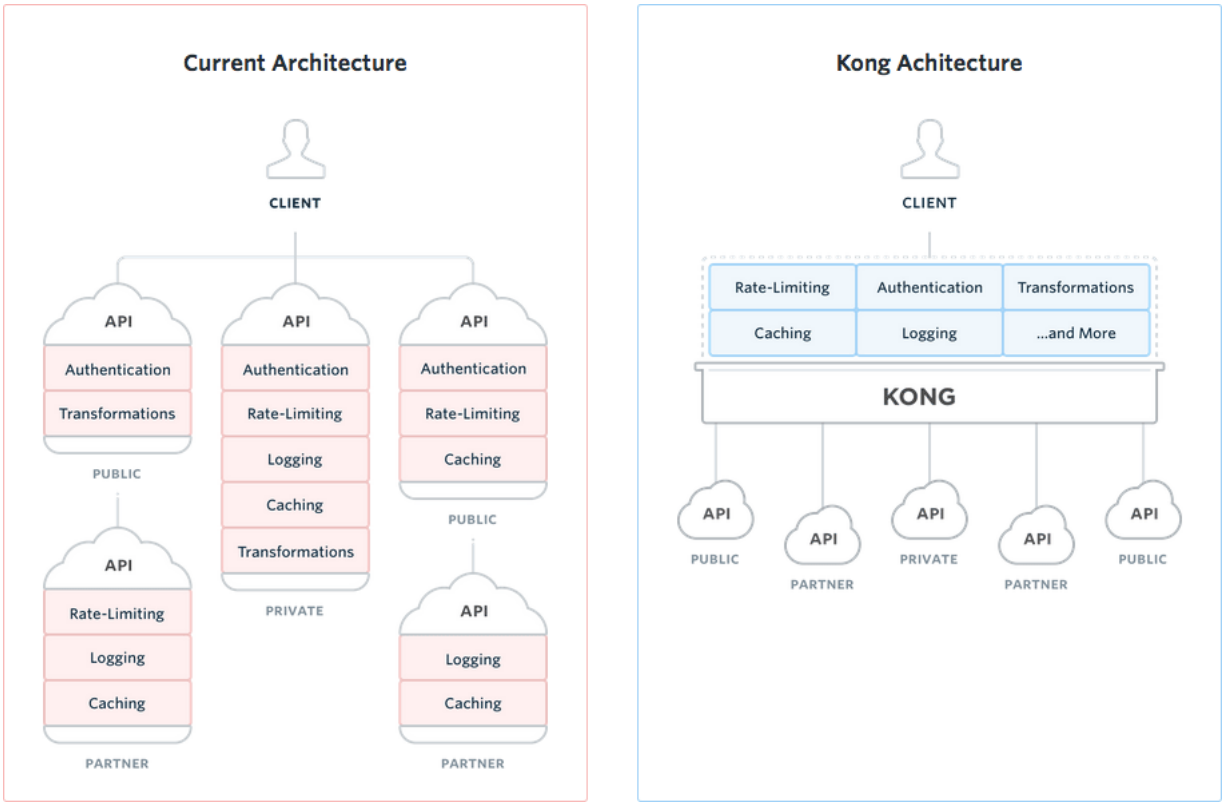 Current Architecture
CLIENT
API
Authentication
Transformations
PUBLIC
API
Rate-Limiting
Logging
Caching
PARTNER
API
Authentication
Rate-Limiting
Logging
Caching
Transformations
PRIVATE
API
Authentication
Rate-Limiting
Caching
PUBLIC
API
Logging
Caching
PARTNER
Kong Achitecture
CLIENT
Rate-Limiting Authentication Transformations
Caching Logging ...and More
KONG
API
PUBLIC
API
PARTNER
API
PRIVATE
API
PARTNER
API
PUBLIC